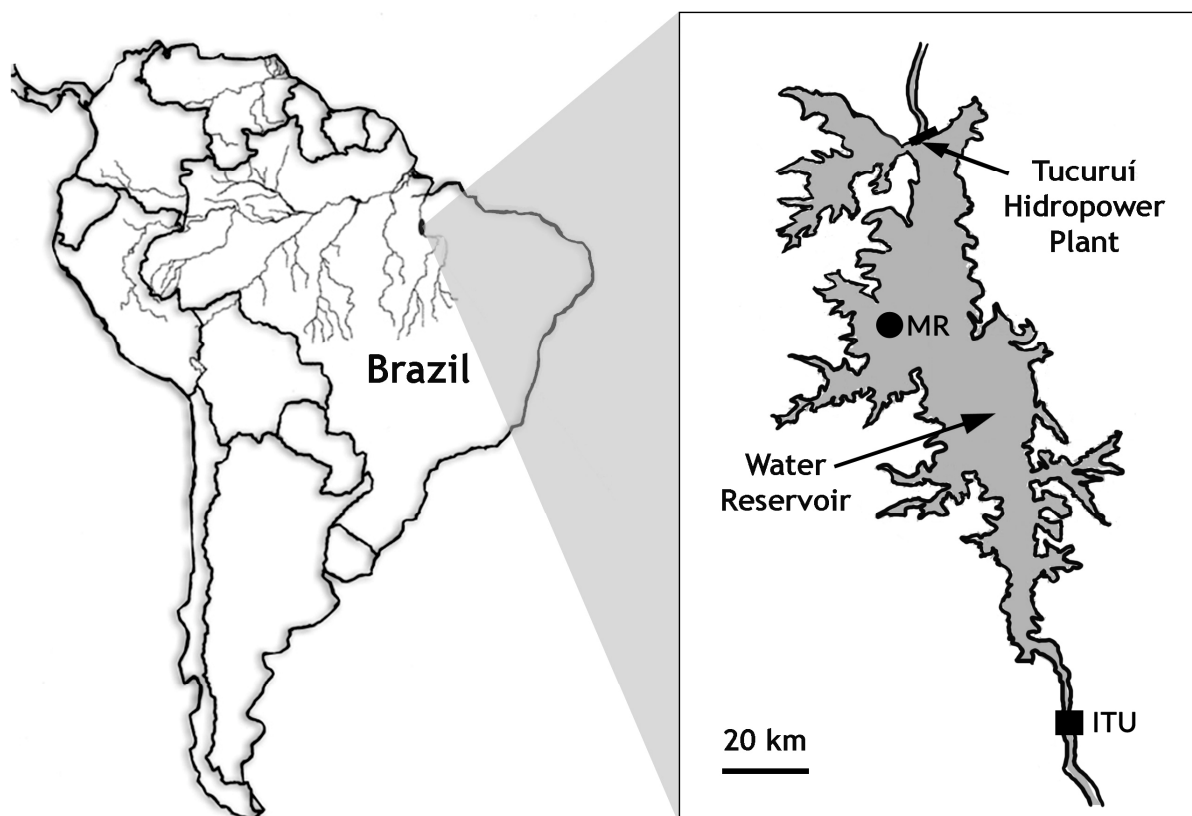 Brazil
Tucuruí
Hidropower
Plant
MR
Water
Reservoir
ITU
20 km